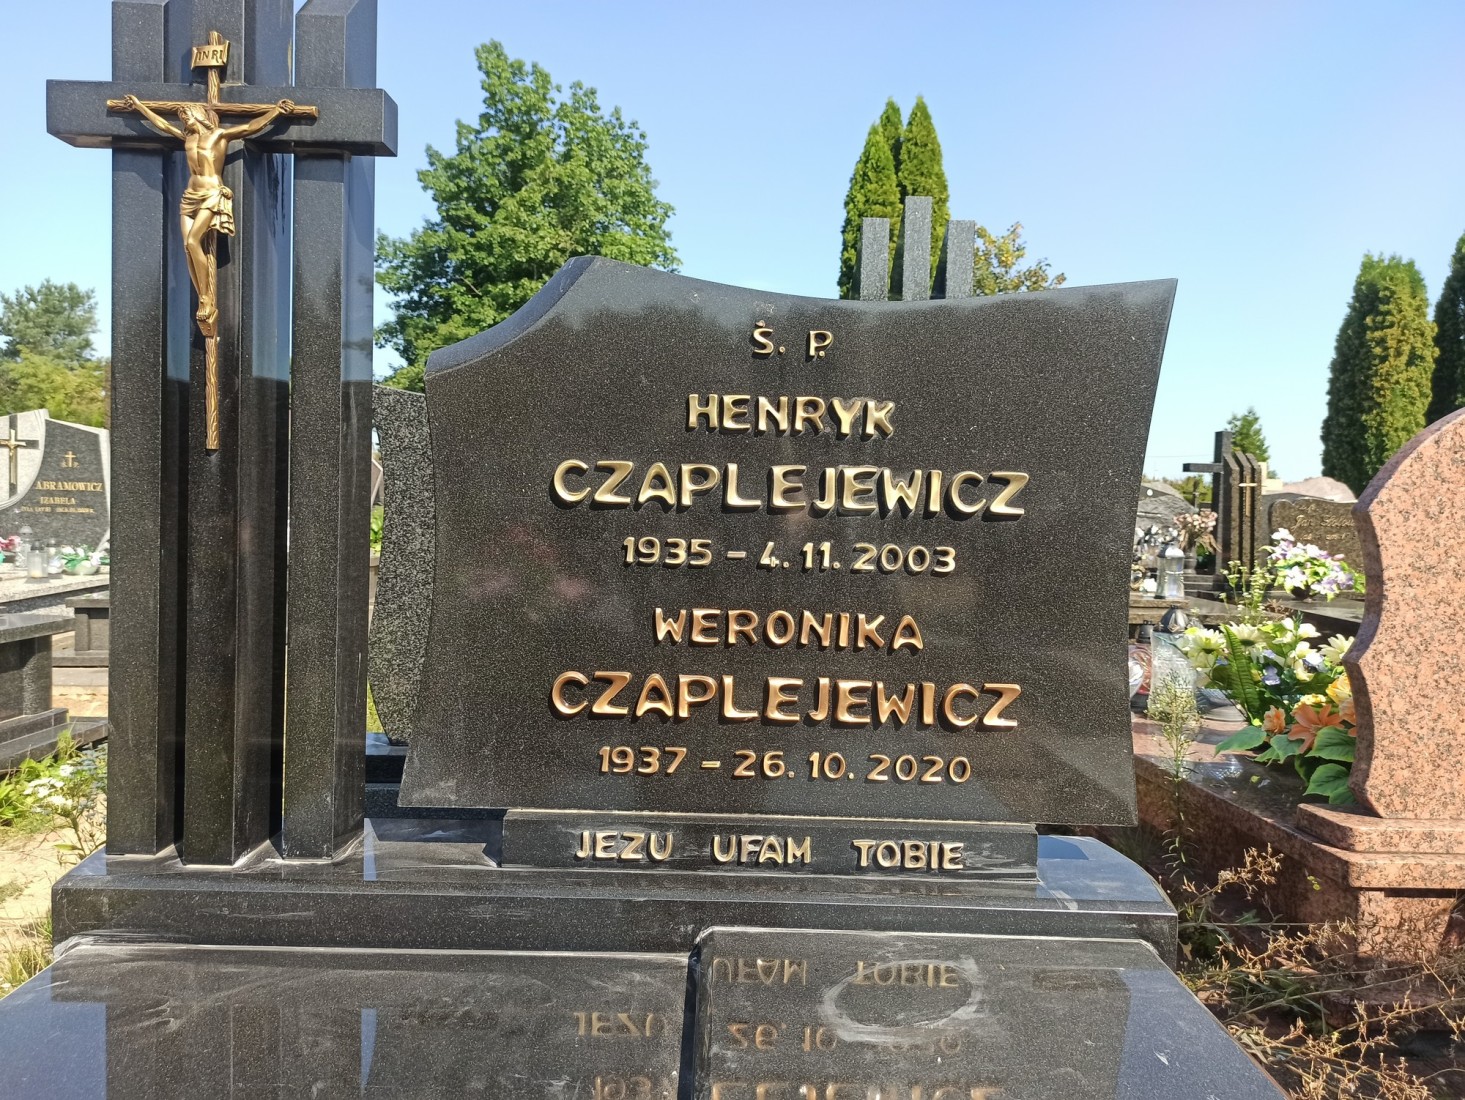 INRI
Ś. P.
HENRYK
CZAPLEJEWICZ
1935 – 4. 11. 2003
WERONIKA
CZAPLEJEWICZ
1937 – 26. 10. 2020
JEZU UFAM TOBIE
ABRAMOWICZ
IZABELA